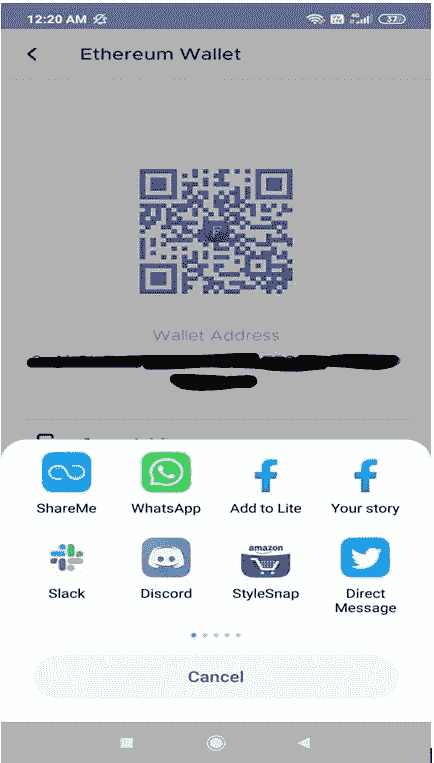 12:20 AM
4G
37
Ethereum Wallet
Wallet Address
ShareMe
WhatsApp
Add to Lite
Your story
amazon
Slack
Discord
StyleSnap
Direct
Message
Cancel